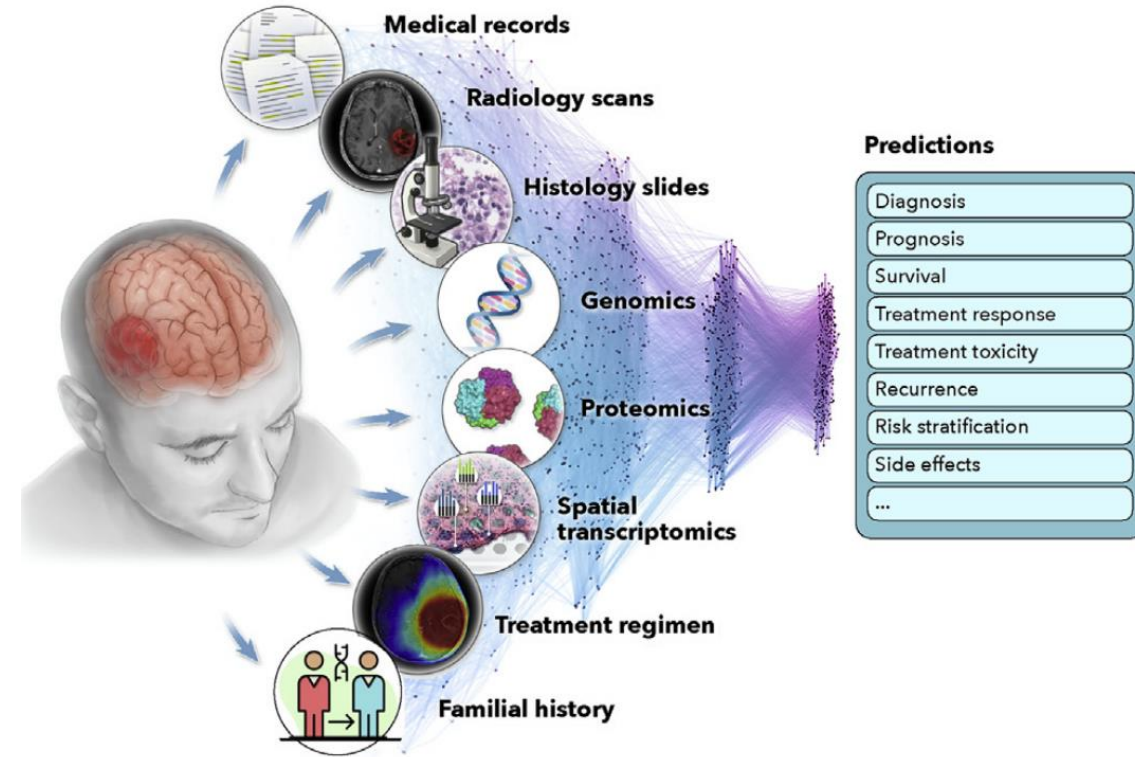 Medical records
Radiology scans
Histology slides
Genomics
Proteomics
Spatial
transcriptomics
Treatment regimen
Familial history
Predictions
Diagnosis
Prognosis
Survival
Treatment response
Treatment toxicity
Recurrence
Risk stratification
Side effects
...